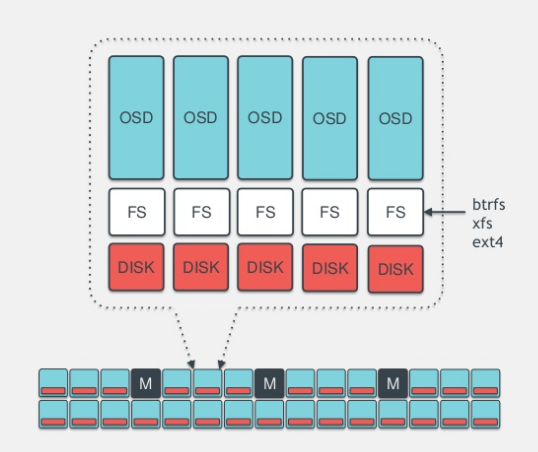 OSD OSD OSD OSD OSD
FS FS FS FS FS
btrfs
xfs
ext4
DISK DISK DISK DISK DISK
M M M